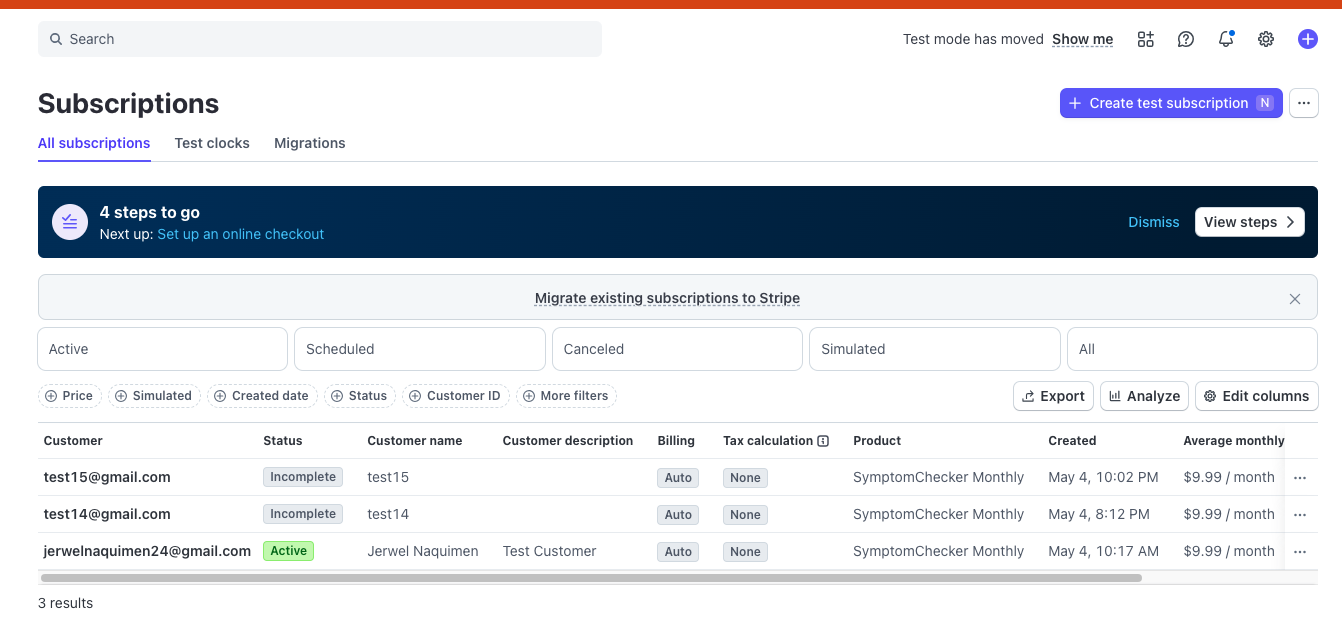 Search
Test mode has moved Show me
Subscriptions
Create test subscription N
All subscriptions Test clocks Migrations
4 steps to go
Next up: Set up an online checkout
Dismiss View steps
Migrate existing subscriptions to Stripe
Active Scheduled Canceled Simulated All
Price Simulated Created date Status Customer ID More filters
Export Analyze Edit columns
Customer Status Customer name Customer description Billing Tax calculation Product Created Average monthly
test15@gmail.com Incomplete test15 Auto None SymptomChecker Monthly May 4, 10:02 PM $9.99 / month
test14@gmail.com Incomplete test14 Auto None SymptomChecker Monthly May 4, 8:12 PM $9.99 / month
jerwelnaquimen24@gmail.com Active Jerwel Naquimen Test Customer Auto None SymptomChecker Monthly May 4, 10:17 AM $9.99 / month
3 results